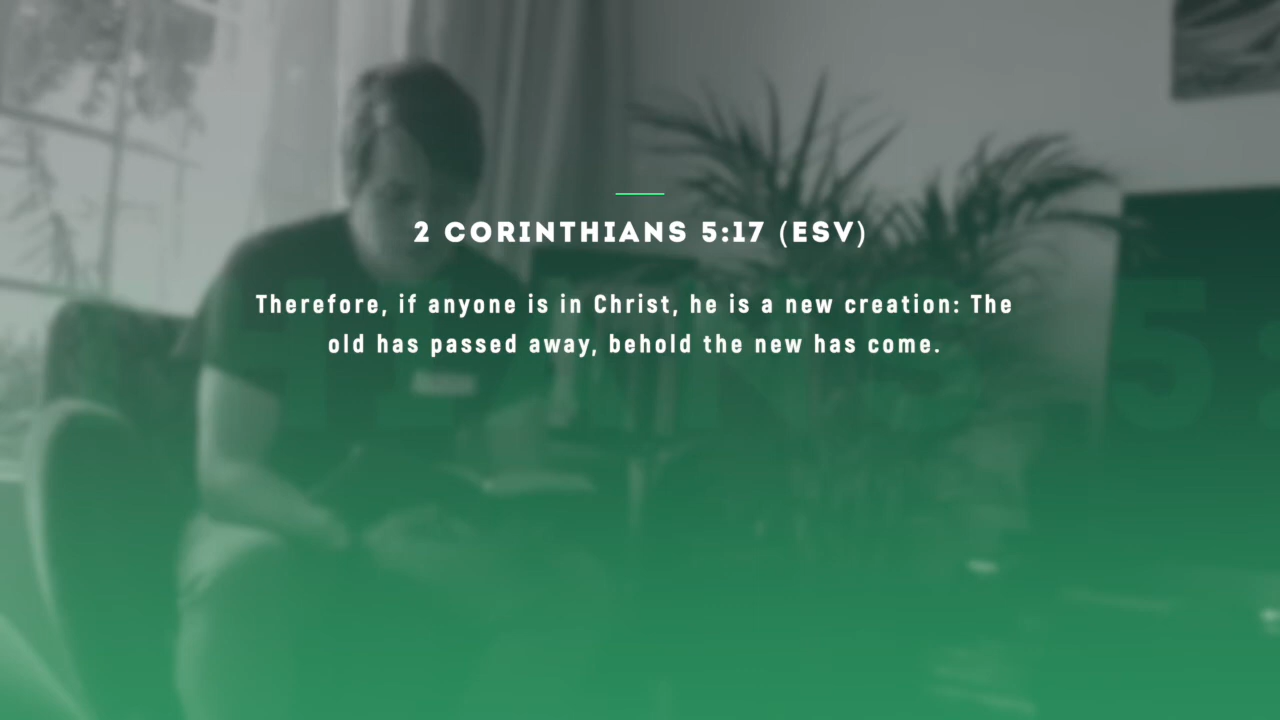 2 CORINTHIANS 5:17 (ESV)
Therefore, if anyone is in Christ, he is a new creation: The
old has passed away, behold the new has come.